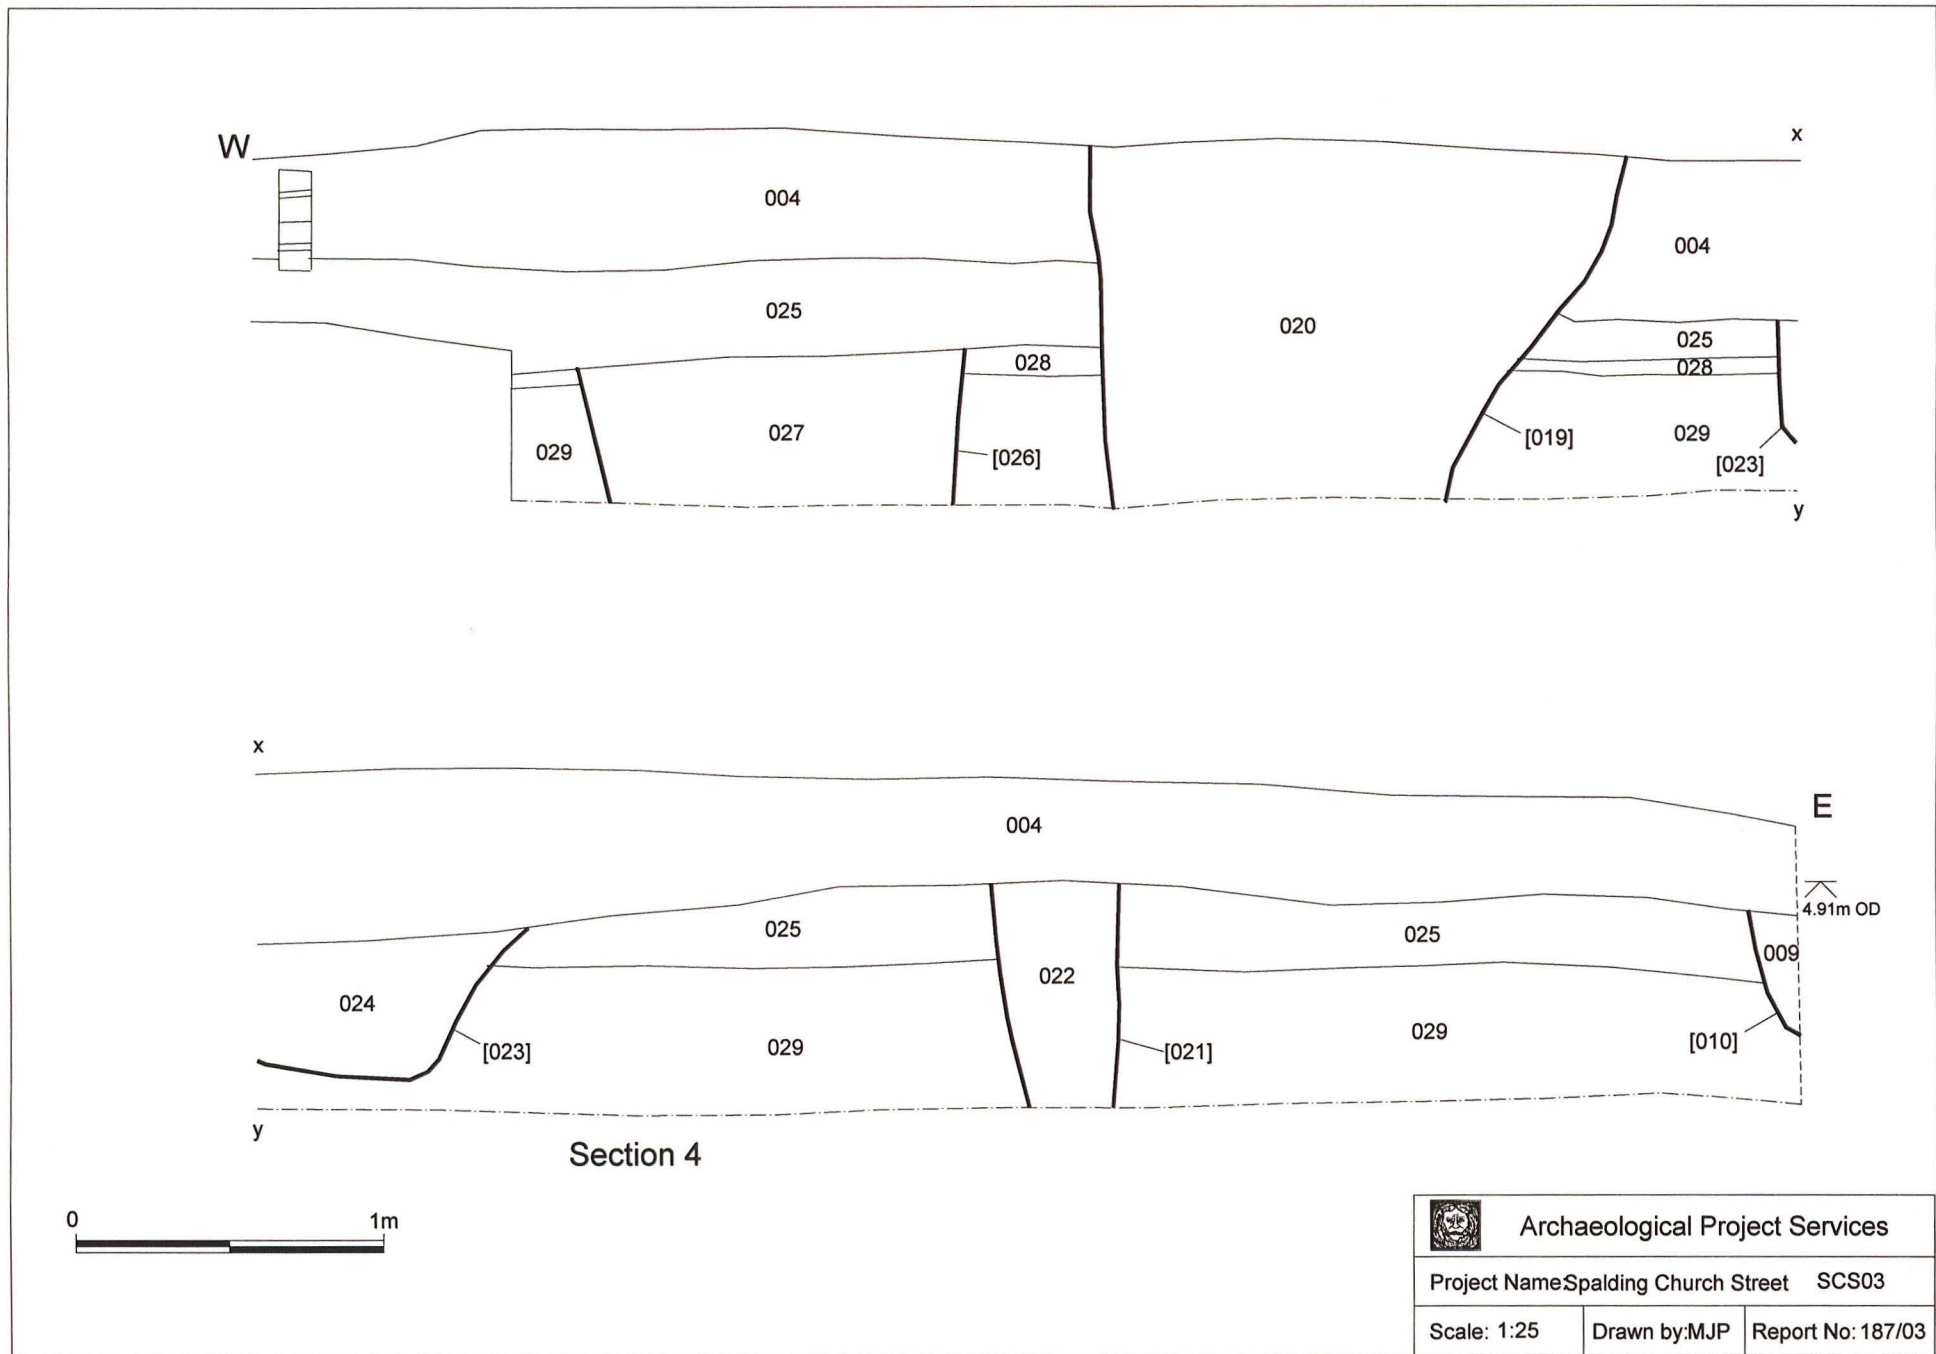 W
x
004
004
025
020
025
028
028
027
[019]
029
029
[026]
[023]
y
x
E
004
4.91m OD
025
025
009
022
024
029
029
[023]
[021]
[010]
y
Section 4
0
1m
Archaeological Project Services
Project Name:Spalding Church Street SCS03
Scale: 1:25
Drawn by:MJP
Report No: 187/03